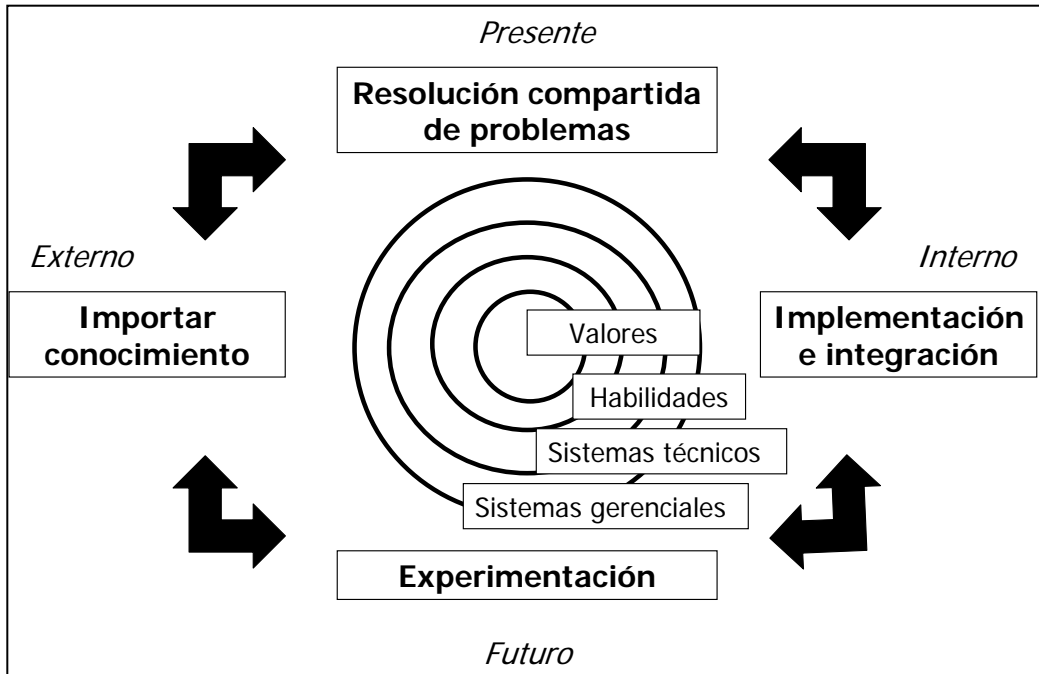 Presente
Resolución compartida
de problemas
Externo
Interno
Importar
conocimiento
Implementación
e integración
Valores
Habilidades
Sistemas técnicos
Sistemas gerenciales
Experimentación
Futuro